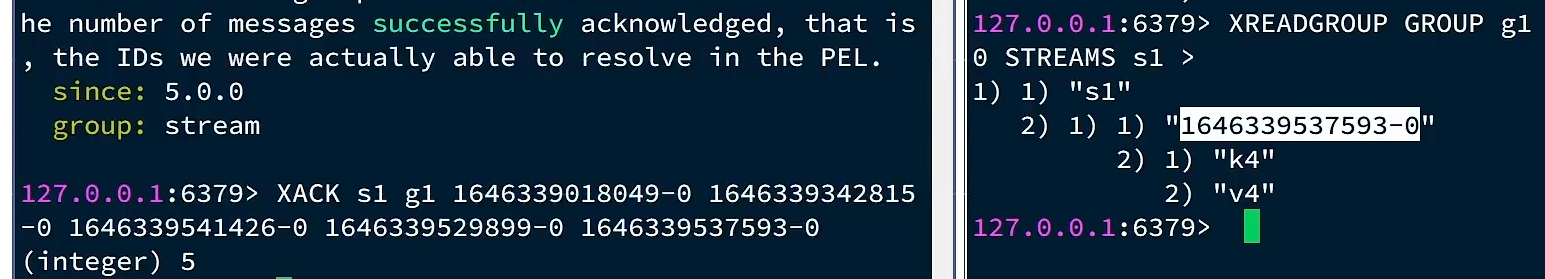 he number of messages successfully acknowledged, that is
, the IDs we were actually able to resolve in the PEL.
since: 5.0.0
group: stream
127.0.0.1:6379> XACK s1 g1 1646339018049-0 1646339342815
-0 1646339541426-0 1646339529899-0 1646339537593-0
(integer) 5
127.0.0.1:6379> XREADGROUP GROUP g1
0 STREAMS s1 >
1) 1) "s1"
2) 1) 1) "1646339537593-0"
2) 1) "k4"
2) "v4"
127.0.0.1:6379>